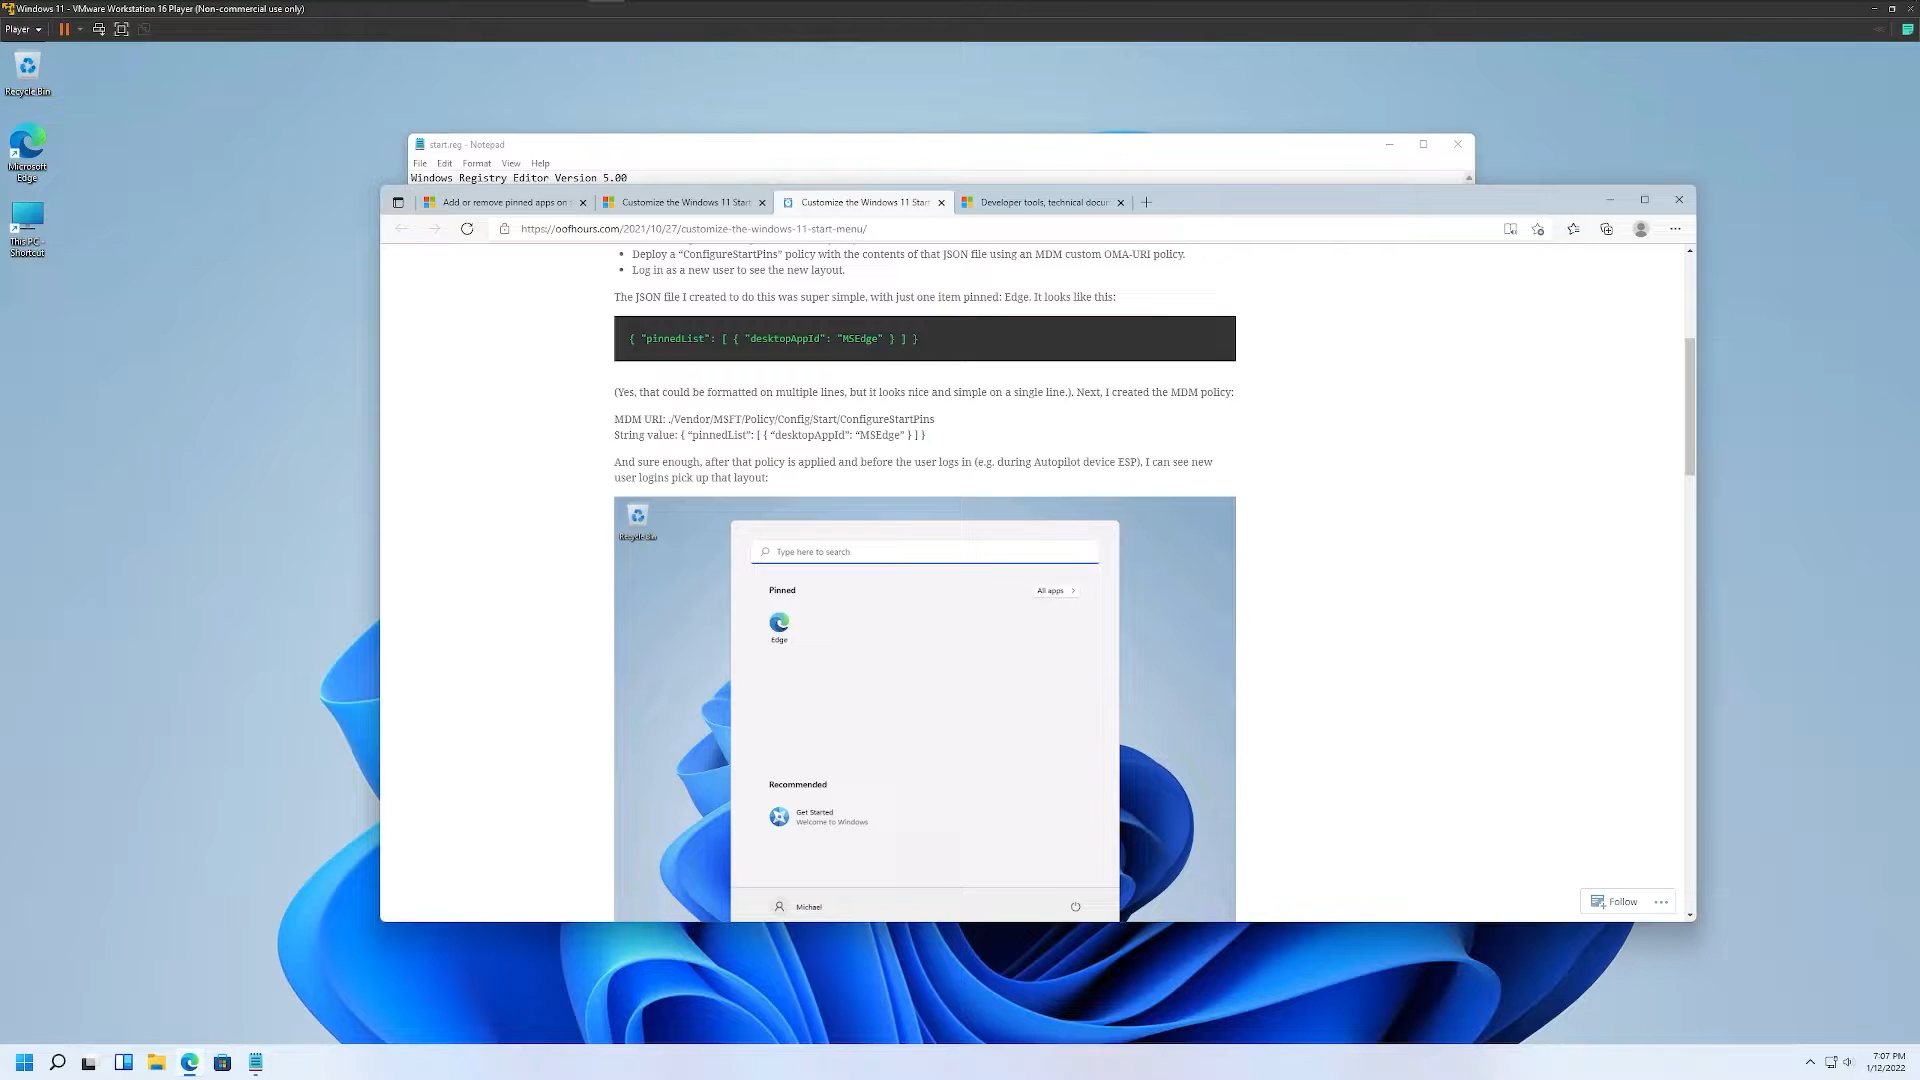 Windows 11 - VMware Workstation 16 Player (Non-commercial use only)
Player
Recycle Bin
Microsoft
Edge
This PC -
Shortcut
start.reg - Notepad
File Edit Format View Help
Windows Registry Editor Version 5.00
Add or remove pinned apps on
Customize the Windows 11 Start
Customize the Windows 11 Start
Developer tools, technical docu
https://oofhours.com/2021/10/27/customize-the-windows-11-start-menu/
• Deploy a “ConfigureStartPins” policy with the contents of that JSON file using an MDM custom OMA-URI policy.
• Log in as a new user to see the new layout.
The JSON file I created to do this was super simple, with just one item pinned: Edge. It looks like this:
{ "pinnedList": [ { "desktopAppId": "MSEdge" } ] }
(Yes, that could be formatted on multiple lines, but it looks nice and simple on a single line.). Next, I created the MDM policy:
MDM URI: ./Vendor/MSFT/Policy/Config/Start/ConfigureStartPins
String value: { “pinnedList”: [ { “desktopAppId”: “MSEdge” } ] }
And sure enough, after that policy is applied and before the user logs in (e.g. during Autopilot device ESP), I can see new
user logins pick up that layout:
Recycle Bin
Type here to search
Pinned
All apps
Edge
Recommended
Get Started
Welcome to Windows
Michael
Follow
7:07 PM
1/12/2022